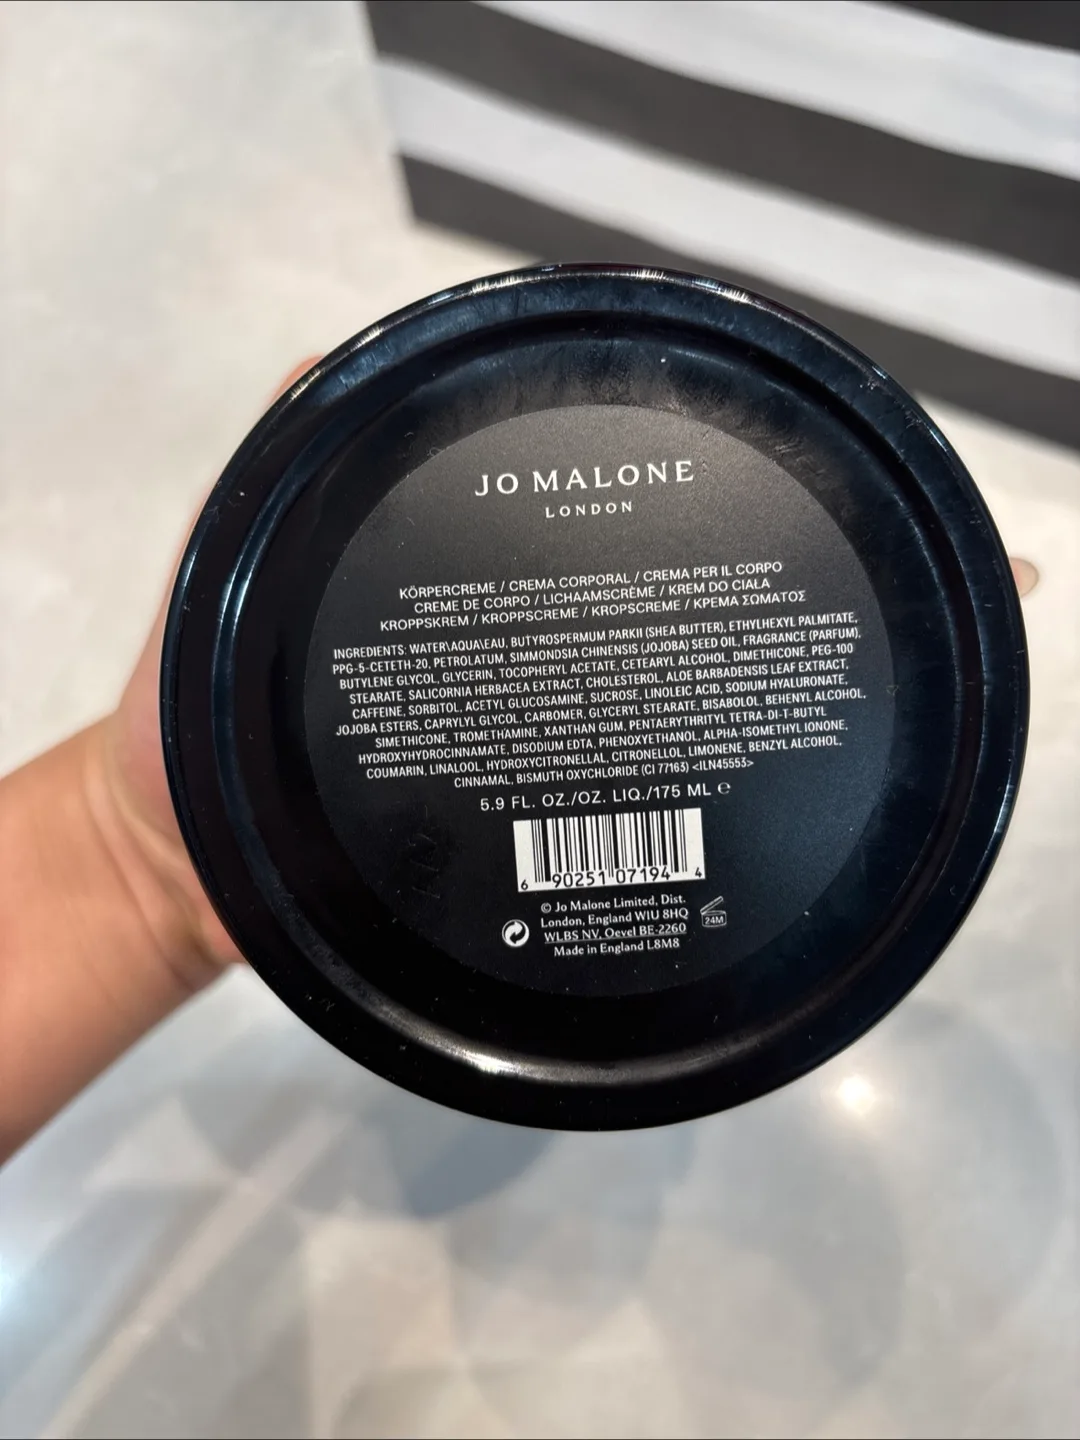 JO MALONE
LONDON
KÖRPERCREME / CREMA CORPORAL / CREMA PER IL CORPO
CREME DE CORPO / LICHAAMSCRÈME / KREM DO CIAŁA
KROPPSKREM / KROPPSCREME / KROPSCREME / ΚΡΕΜΑ ΣΩΜΑΤΟΣ
INGREDIENTS: WATER\AQUA\EAU, BUTYROSPERMUM PARKII (SHEA BUTTER), ETHYLHEXYL PALMITATE,
PPG-5-CETETH-20, PETROLATUM, SIMMONDSIA CHINENSIS (JOJOBA) SEED OIL, FRAGRANCE (PARFUM),
BUTYLENE GLYCOL, GLYCERIN, TOCOPHERYL ACETATE, CETEARYL ALCOHOL, DIMETHICONE, PEG-100
STEARATE, SALICORNIA HERBACEA EXTRACT, CHOLESTEROL, ALOE BARBADENSIS LEAF EXTRACT,
CAFFEINE, SORBITOL, ACETYL GLUCOSAMINE, SUCROSE, LINOLEIC ACID, SODIUM HYALURONATE,
JOJOBA ESTERS, CAPRYLYL GLYCOL, CARBOMER, GLYCERYL STEARATE, BISABOLOL, BEHENYL ALCOHOL,
SIMETHICONE, TROMETHAMINE, XANTHAN GUM, PENTAERYTHRITYL TETRA-DI-T-BUTYL
HYDROXYHYDROCINNAMATE, DISODIUM EDTA, PHENOXYETHANOL, ALPHA-ISOMETHYL IONONE,
COUMARIN, LINALOOL, HYDROXYCITRONELLAL, CITRONELLOL, LIMONENE, BENZYL ALCOHOL,
CINNAMAL, BISMUTH OXYCHLORIDE (CI 77163) <ILN45553>
5.9 FL. OZ./OZ. LIQ./175 ML ℮
6 90251 07194 4
© Jo Malone Limited, Dist.
London, England W1U 8HQ
WLBS NV, Oevel BE-2260
Made in England L8M8
24M